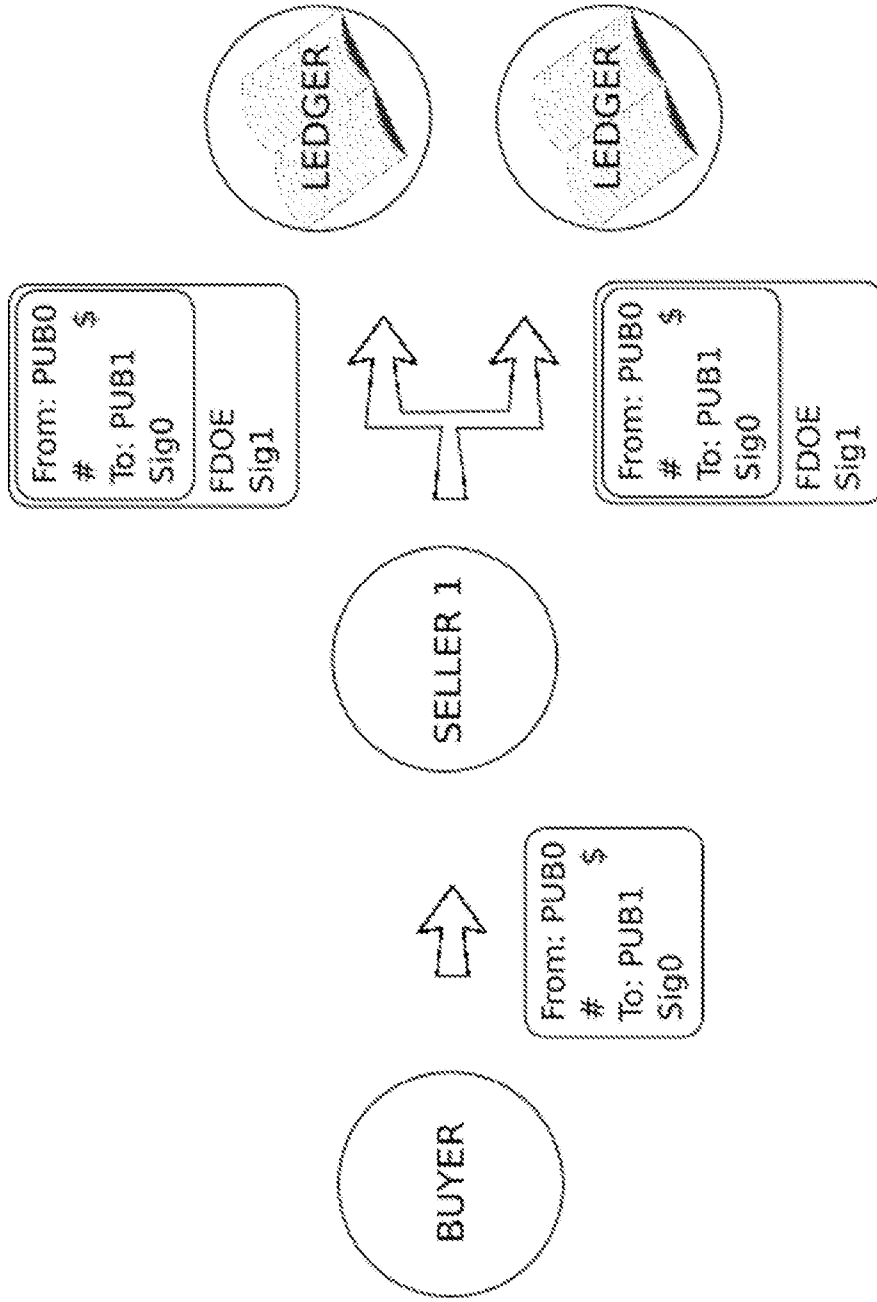 BUYER
From: PUB0
# $
To: PUB1
Sig0
SELLER 1
From: PUB0
# $
To: PUB1
Sig0
FDOE
Sig1
LEDGER
From: PUB0
# $
To: PUB1
Sig0
FDOE
Sig1
LEDGER